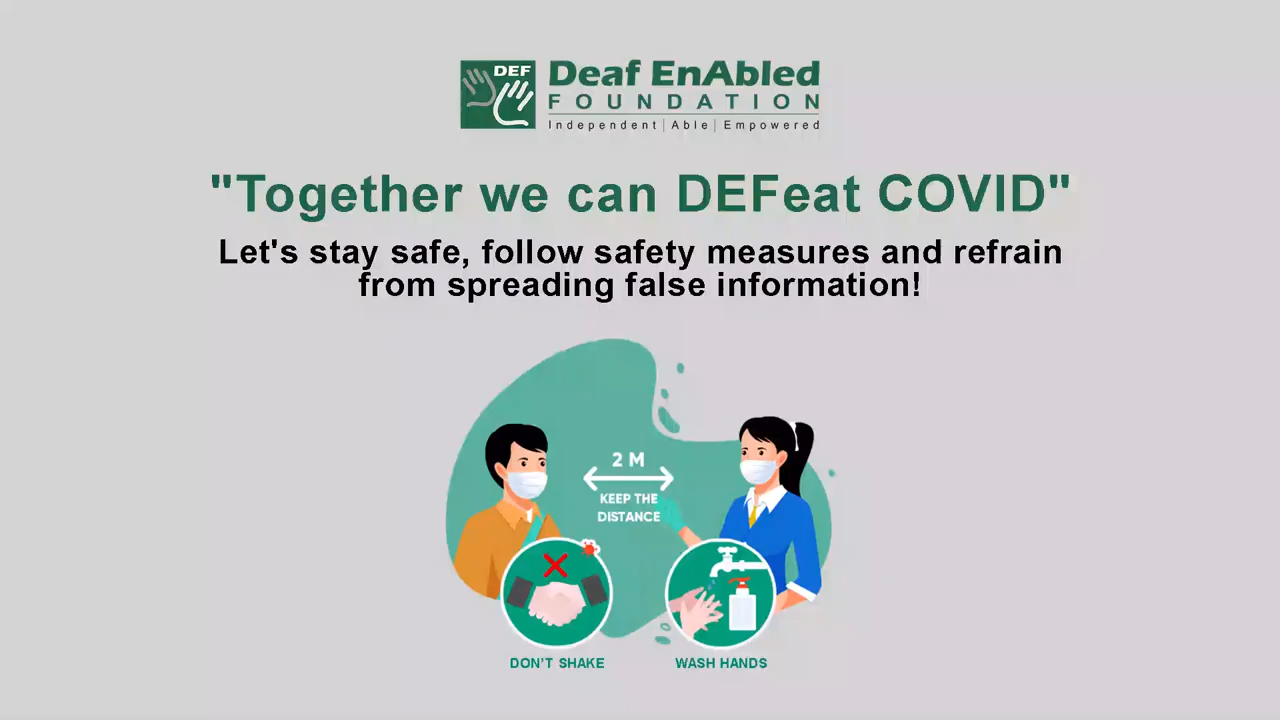 DEF
Deaf EnAbled
FOUNDATION
Independent | Able | Empowered
"Together we can DEFeat COVID"
Let's stay safe, follow safety measures and refrain
from spreading false information!
2 M
KEEP THE
DISTANCE
DON'T SHAKE
WASH HANDS